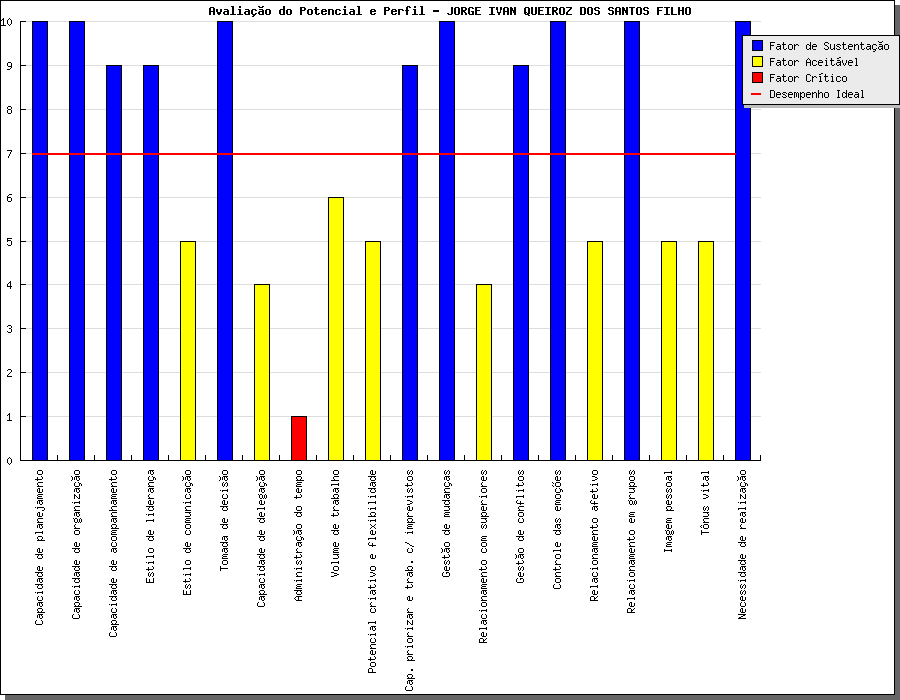 Avaliação do Potencial e Perfil - JORGE IVAN QUEIROZ DOS SANTOS FILHO
Fator de Sustentação
Fator Aceitável
Fator Crítico
Desempenho Ideal
10
9
8
7
6
5
4
3
2
1
0
Capacidade de planejamento
Capacidade de organização
Capacidade de acompanhamento
Estilo de liderança
Estilo de comunicação
Tomada de decisão
Capacidade de delegação
Administração do tempo
Volume de trabalho
Potencial criativo e flexibilidade
Cap. priorizar e trab. c/ imprevistos
Gestão de mudanças
Relacionamento com superiores
Gestão de conflitos
Controle das emoções
Relacionamento afetivo
Relacionamento em grupos
Imagem pessoal
Tônus vital
Necessidade de realização